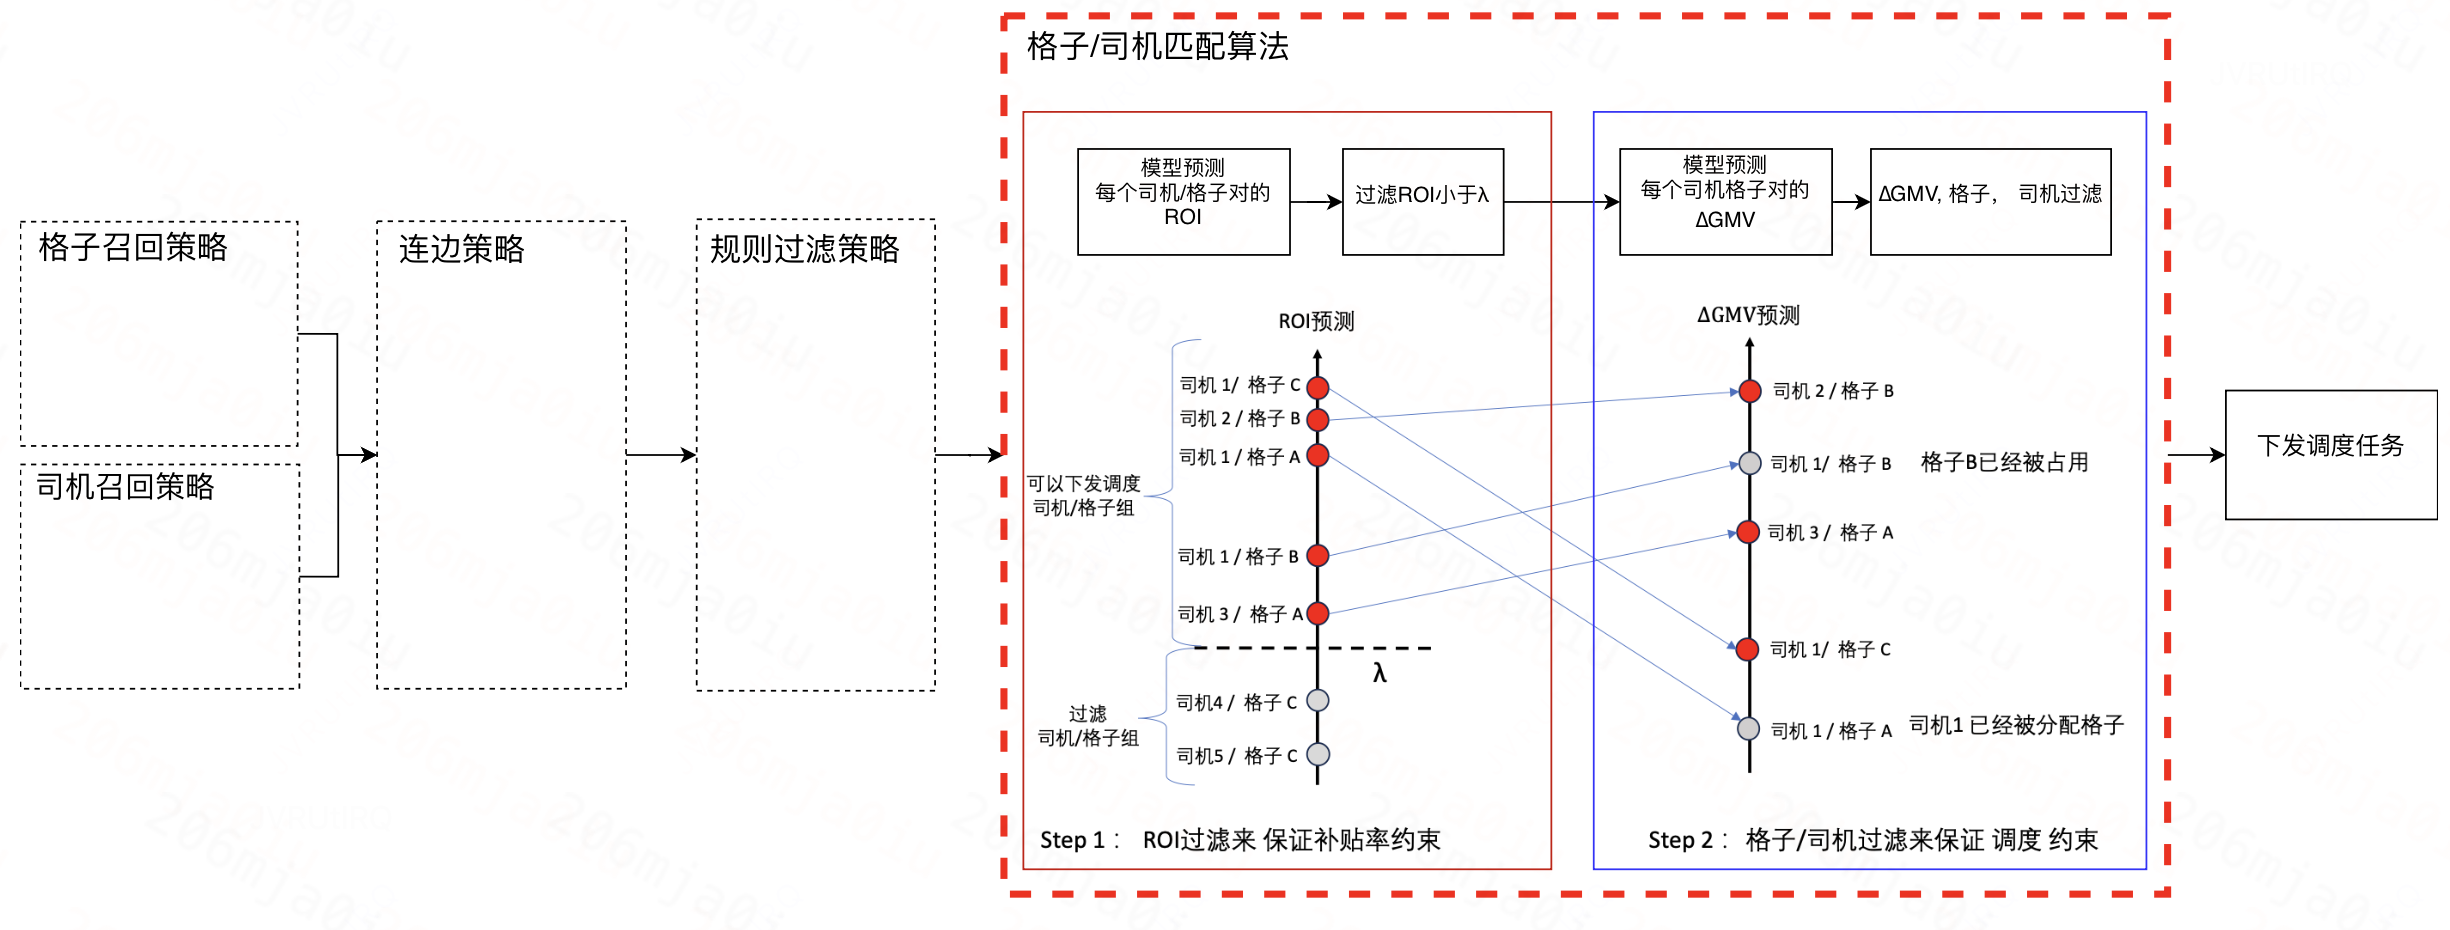 格子/司机匹配算法
格子召回策略
司机召回策略
连边策略
规则过滤策略
模型预测
每个司机/格子对的
ROI
过滤ROI小于λ
模型预测
每个司机格子对的
ΔGMV
ΔGMV, 格子， 司机过滤
ROI预测
司机 1/ 格子 C
司机 2 / 格子 B
司机 1 / 格子 A
可以下发调度
司机/格子组
司机 1 / 格子 B
司机 3 / 格子 A
λ
过滤
司机/格子组
司机4 / 格子 C
司机5 / 格子 C
Step 1： ROI过滤来 保证补贴率约束
ΔGMV预测
司机 2 / 格子 B
司机 1/ 格子 B 格子B已经被占用
司机 3 / 格子 A
司机 1/ 格子 C
司机 1 / 格子 A 司机1 已经被分配格子
Step 2： 格子/司机过滤来保证 调度 约束
下发调度任务
206mja0iu